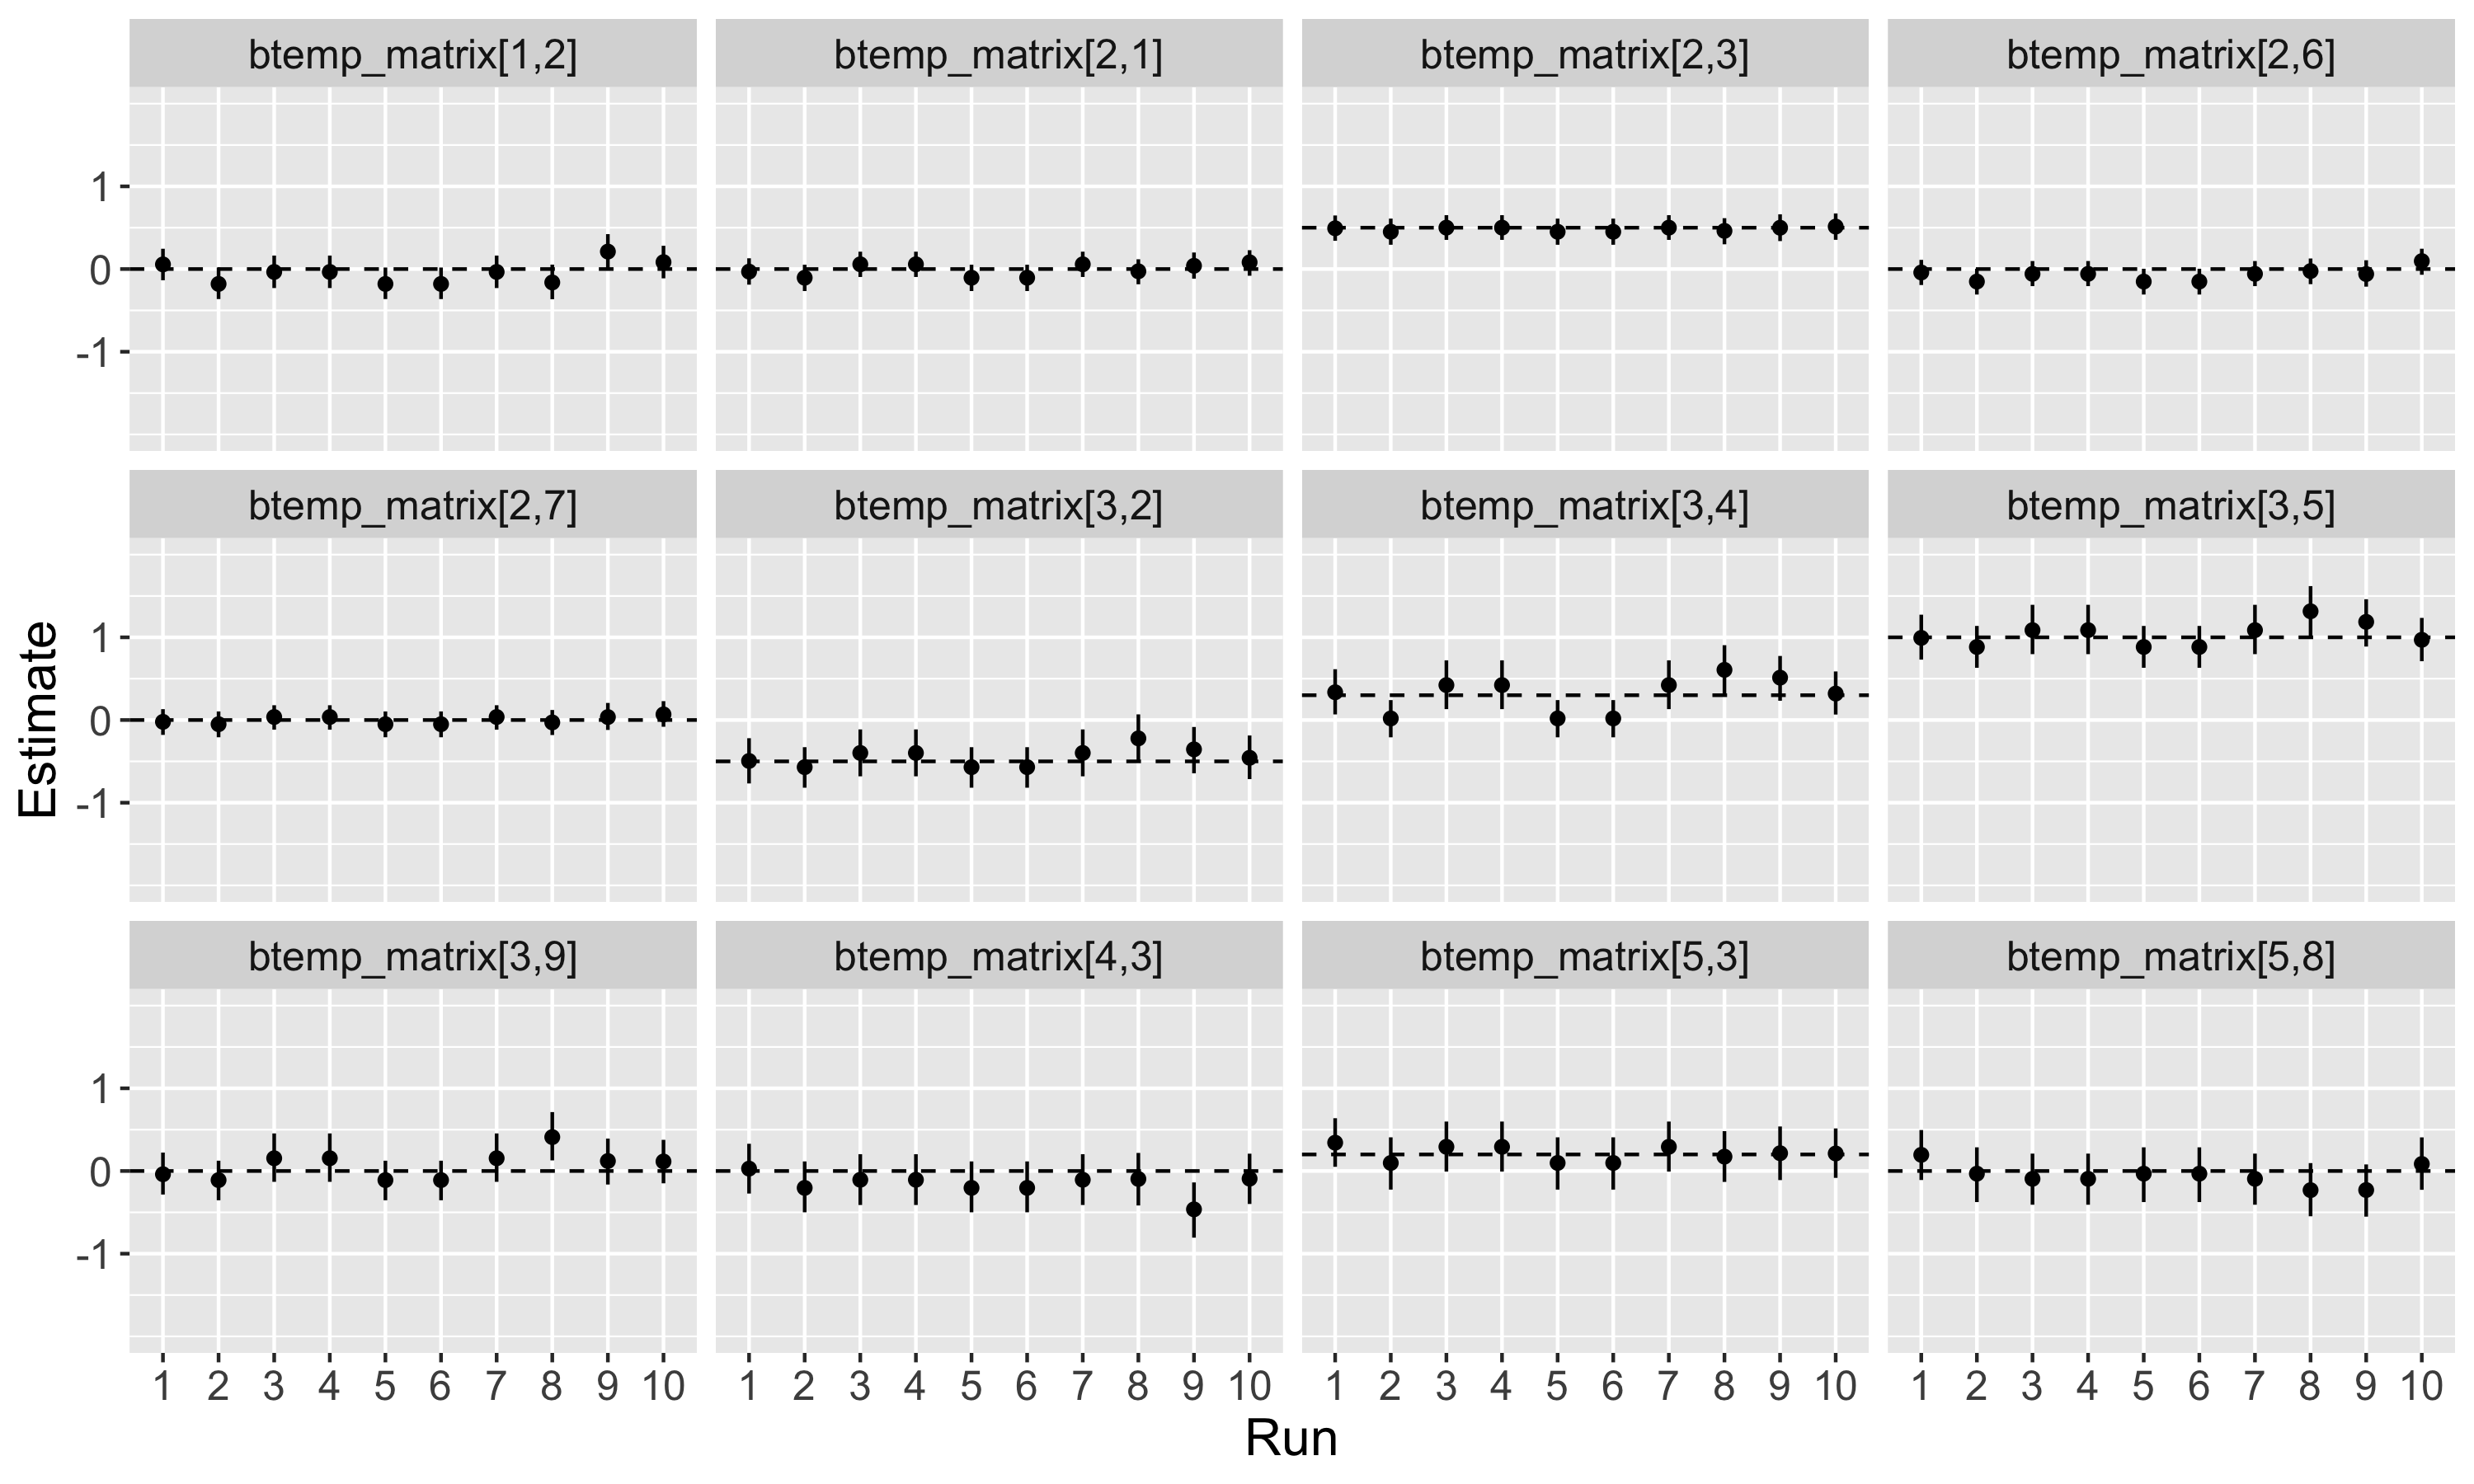 btemp_matrix[1,2] btemp_matrix[2,1] btemp_matrix[2,3] btemp_matrix[2,6]
1
0
-1
btemp_matrix[2,7] btemp_matrix[3,2] btemp_matrix[3,4] btemp_matrix[3,5]
Estimate
1
0
-1
btemp_matrix[3,9] btemp_matrix[4,3] btemp_matrix[5,3] btemp_matrix[5,8]
1
0
-1
1 2 3 4 5 6 7 8 9 10 1 2 3 4 5 6 7 8 9 10 1 2 3 4 5 6 7 8 9 10 1 2 3 4 5 6 7 8 9 10
Run